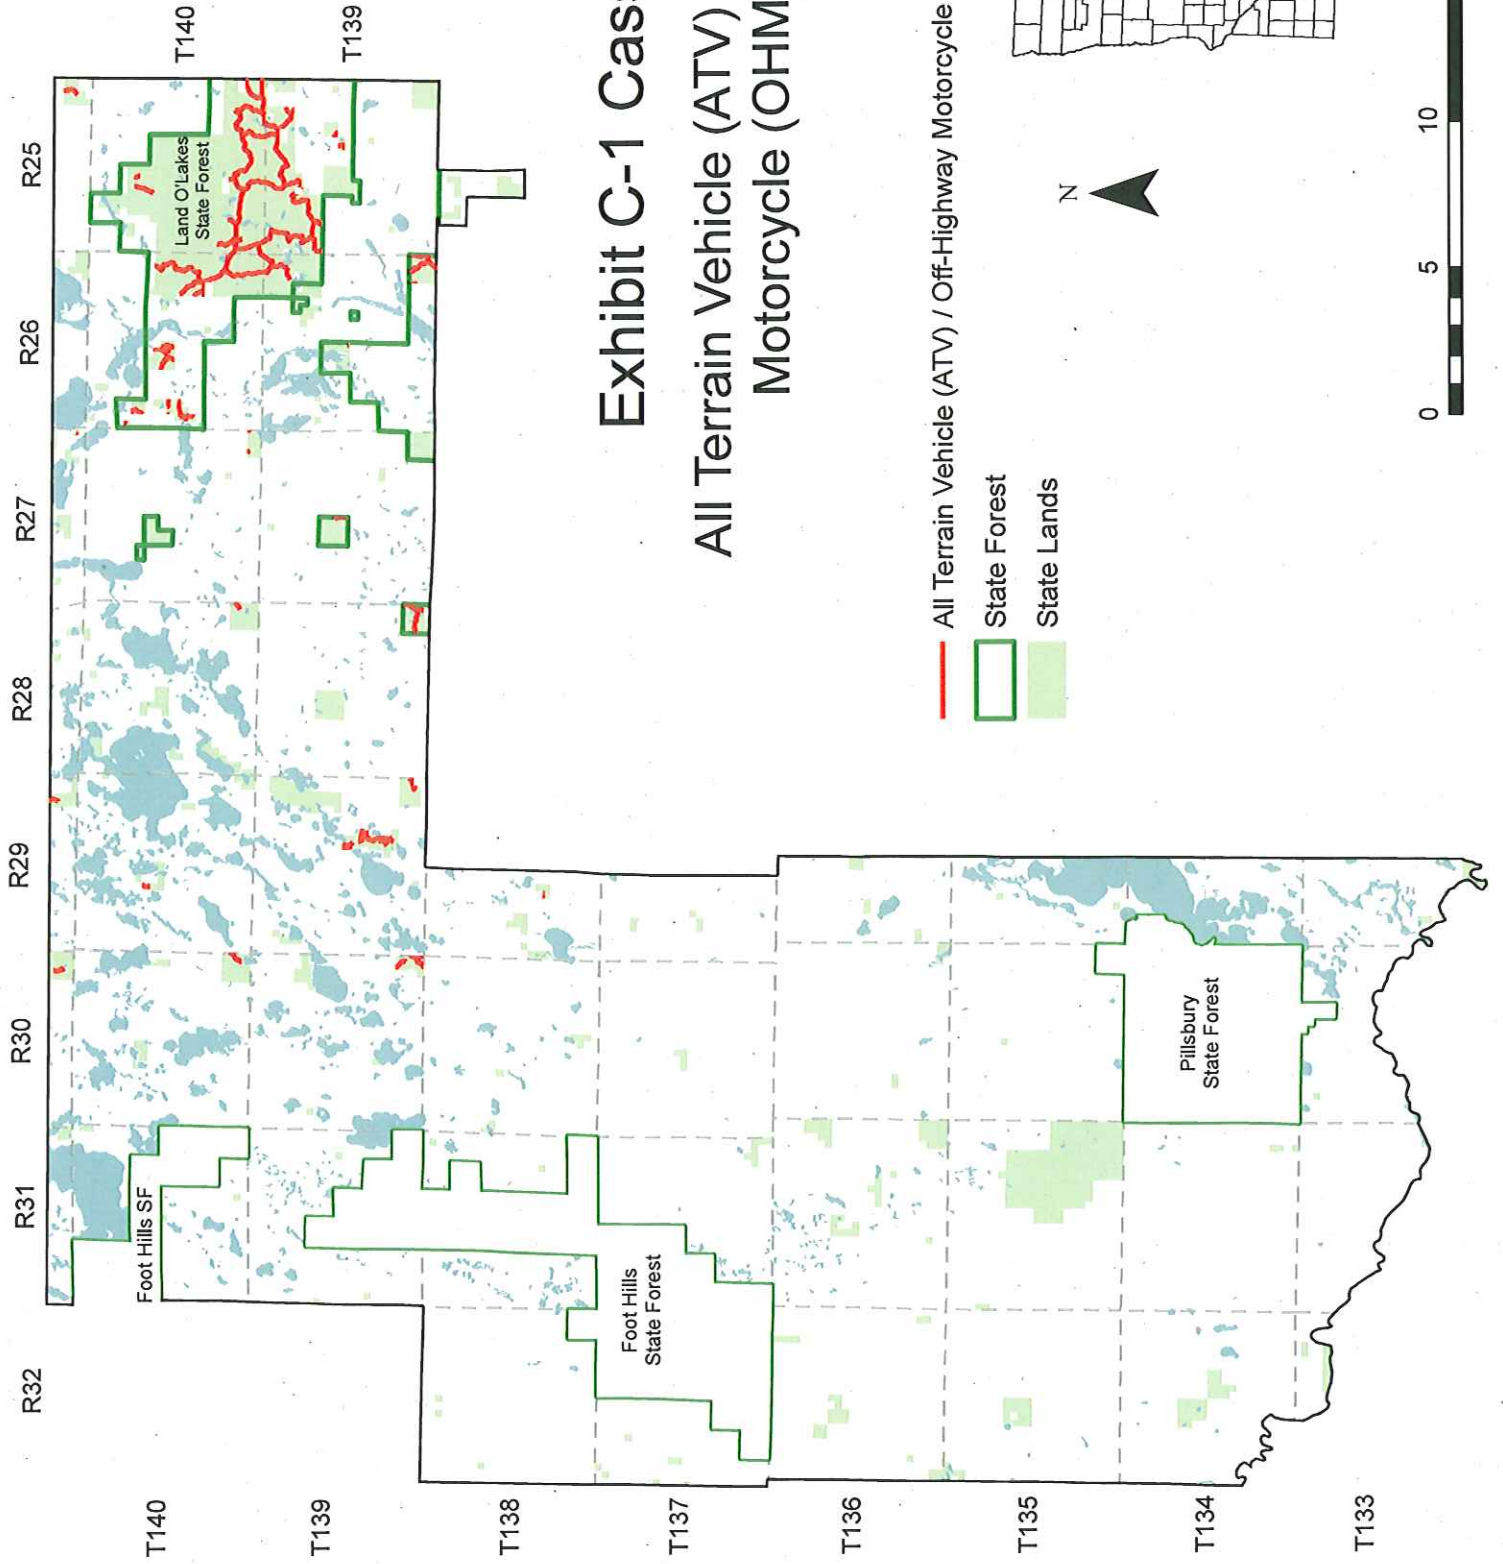 R32
R31
R30
R29
R28
R27
R26
R25
T140
T139
T138
T137
T136
T135
T134
T133
T140
T139
Foot Hills SF
Land O'Lakes
State Forest
Foot Hills
State Forest
Pillsbury
State Forest
Exhibit C-1 Cas
All Terrain Vehicle (ATV)
Motorcycle (OHM
All Terrain Vehicle (ATV) / Off-Highway Motorcycle
State Forest
State Lands
N
0
5
10